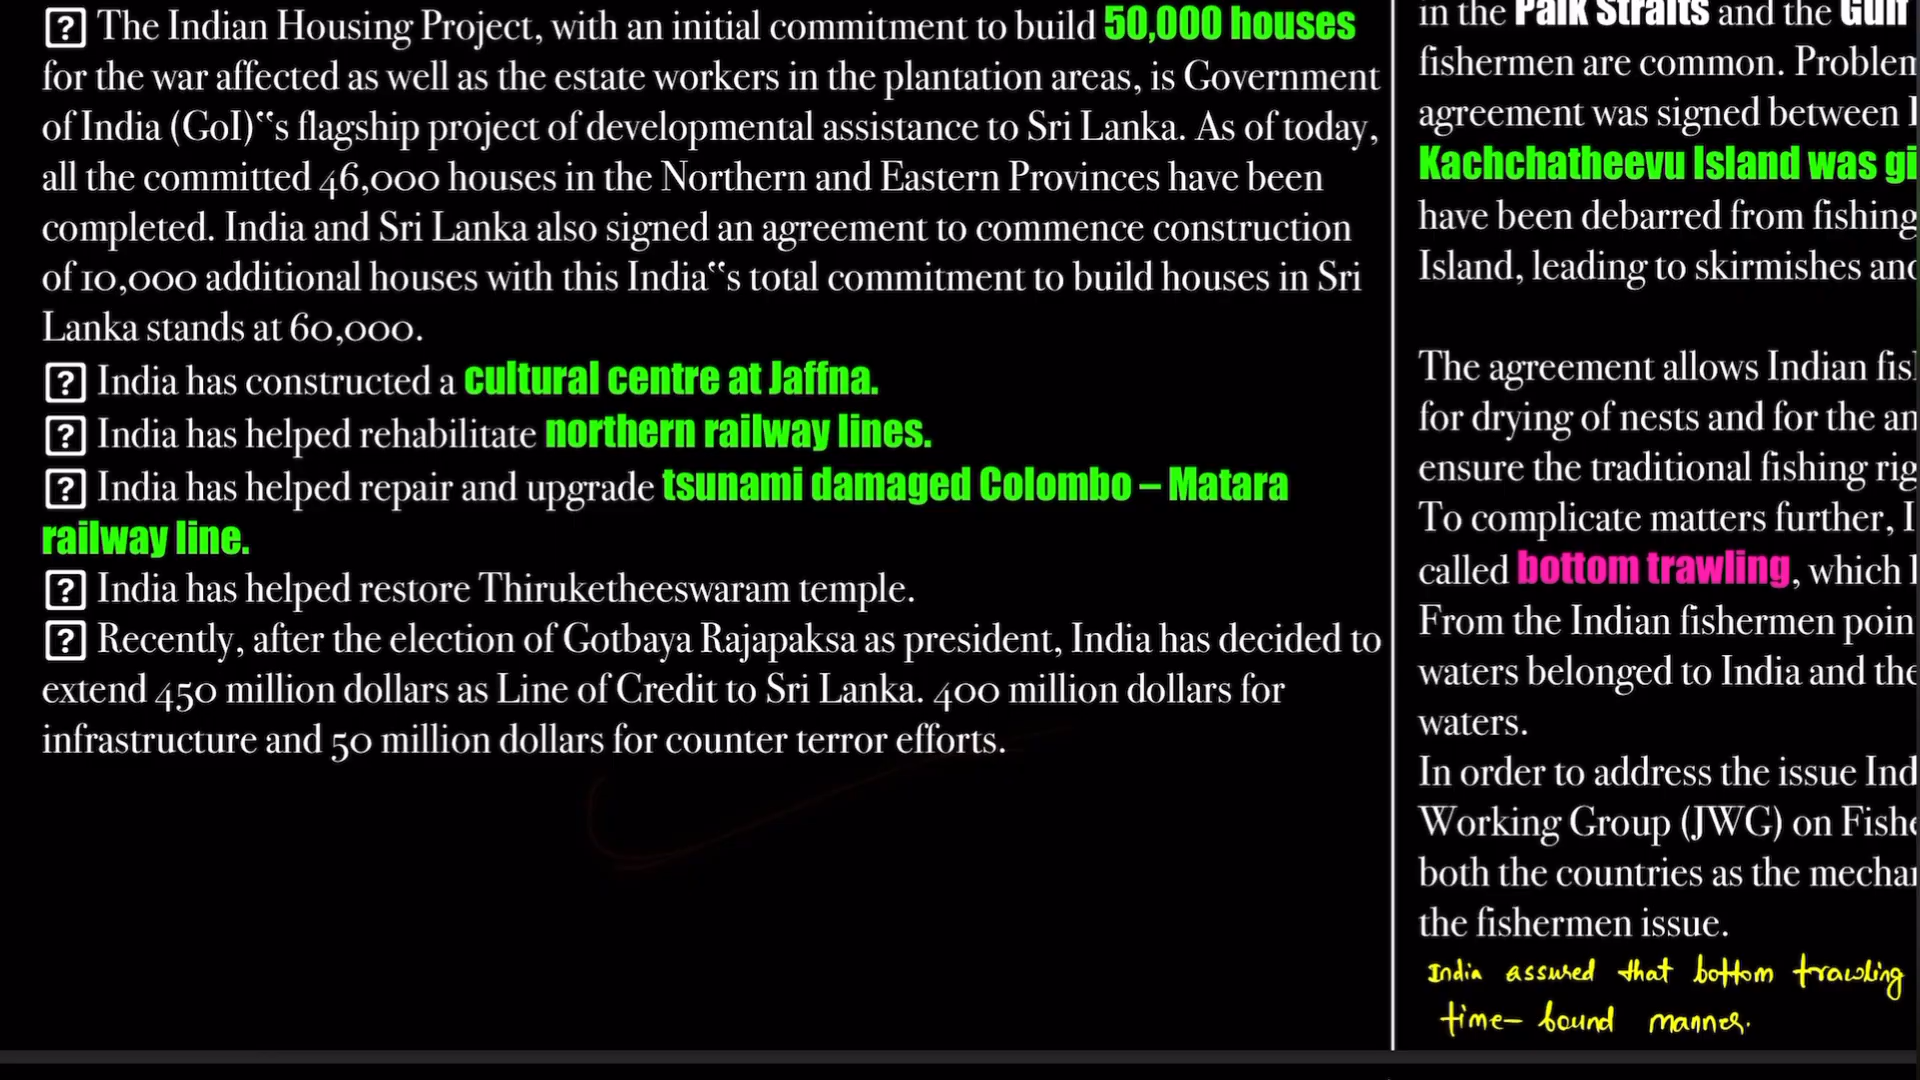 ⍰ The Indian Housing Project, with an initial commitment to build 50,000 houses
for the war affected as well as the estate workers in the plantation areas, is Government
of India (GoI)‟s flagship project of developmental assistance to Sri Lanka. As of today,
all the committed 46,000 houses in the Northern and Eastern Provinces have been
completed. India and Sri Lanka also signed an agreement to commence construction
of 10,000 additional houses with this India‟s total commitment to build houses in Sri
Lanka stands at 60,000.
⍰ India has constructed a cultural centre at Jaffna.
⍰ India has helped rehabilitate northern railway lines.
⍰ India has helped repair and upgrade tsunami damaged Colombo – Matara
railway line.
⍰ India has helped restore Thiruketheeswaram temple.
⍰ Recently, after the election of Gotbaya Rajapaksa as president, India has decided to
extend 450 million dollars as Line of Credit to Sri Lanka. 400 million dollars for
infrastructure and 50 million dollars for counter terror efforts.
in the Palk Straits and the Gulf
fishermen are common.
agreement was signed between
Kachchatheevu Island was
have been debarred from fishing
Island, leading to skirmishes
The agreement allows Indian
for drying of nests and for the
ensure the traditional fishing
To complicate matters further,
called bottom trawling, which
From the Indian fishermen
waters belonged to India and
waters.
In order to address the issue
Working Group (JWG) on
both the countries as the
the fishermen issue.
India assured that bottom trawling
time- bound manner.